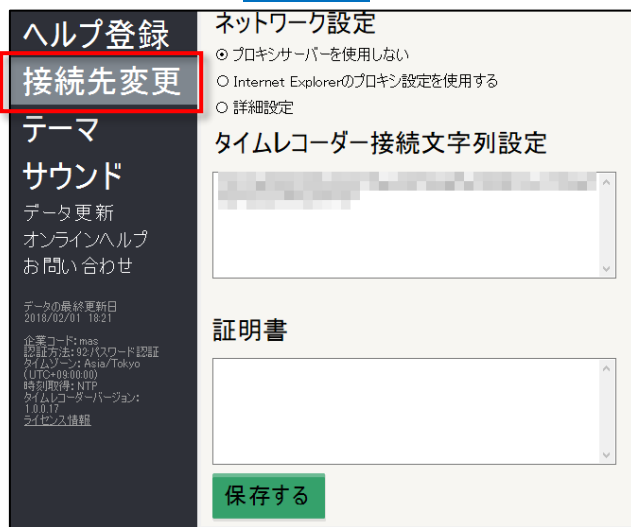 ヘルプ登録
接続先変更
テーマ
サウンド
データ更新
オンラインヘルプ
お問い合わせ
データの最終更新日
2018/02/01 18:21
企業コード: mas
認証方法: 92:パスワード認証
タイムゾーン: Asia/Tokyo
(UTC+09:00:00)
時刻取得: NTP
タイムレコーダーバージョン:
1.0.0.17
ライセンス情報
ネットワーク設定
プロキシサーバーを使用しない
Internet Explorerのプロキシ設定を使用する
詳細設定
タイムレコーダー接続文字列設定
証明書
保存する